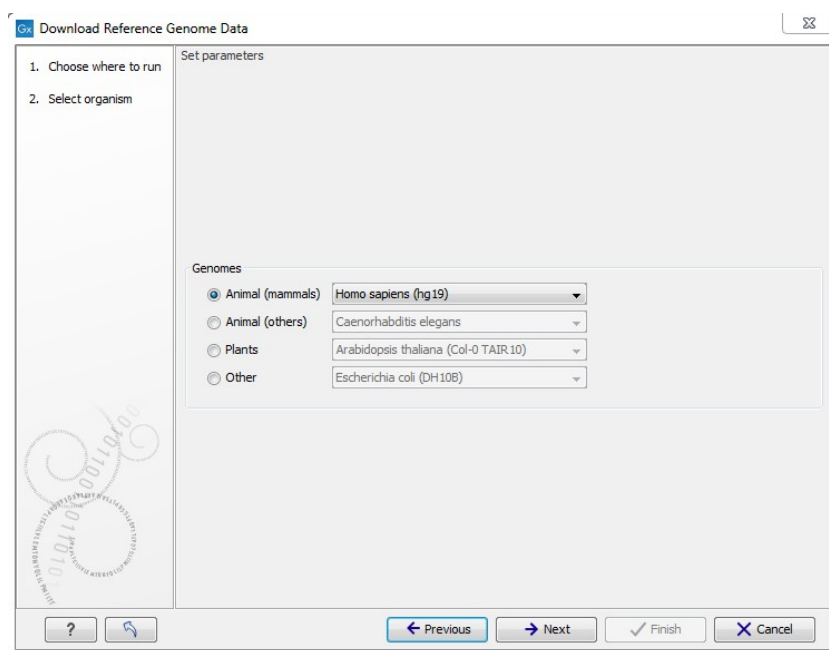 Gx Download Reference Genome Data
1. Choose where to run
2. Select organism
Set parameters
Genomes
Animal (mammals) Homo sapiens (hg19)
Animal (others) Caenorhabditis elegans
Plants Arabidopsis thaliana (Col-0 TAIR10)
Other Escherichia coli (DH10B)
? Previous Next Finish Cancel